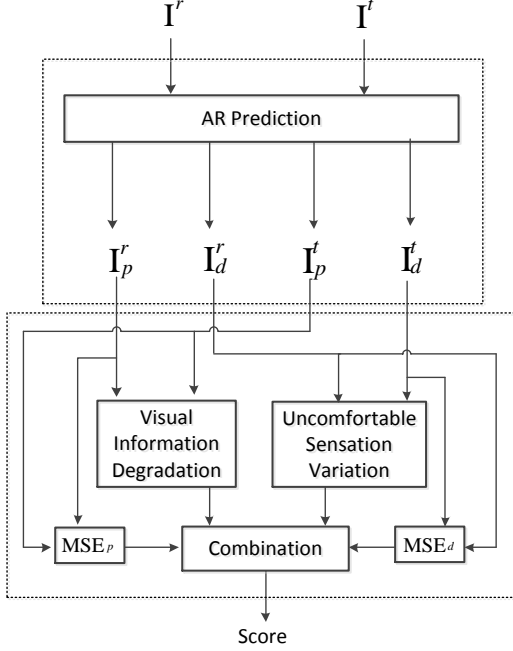 I^r I^t
AR Prediction
I_p^r I_d^r I_p^t I_d^t
Visual
Information
Degradation
Uncomfortable
Sensation
Variation
MSE_p
Combination
MSE_d
Score